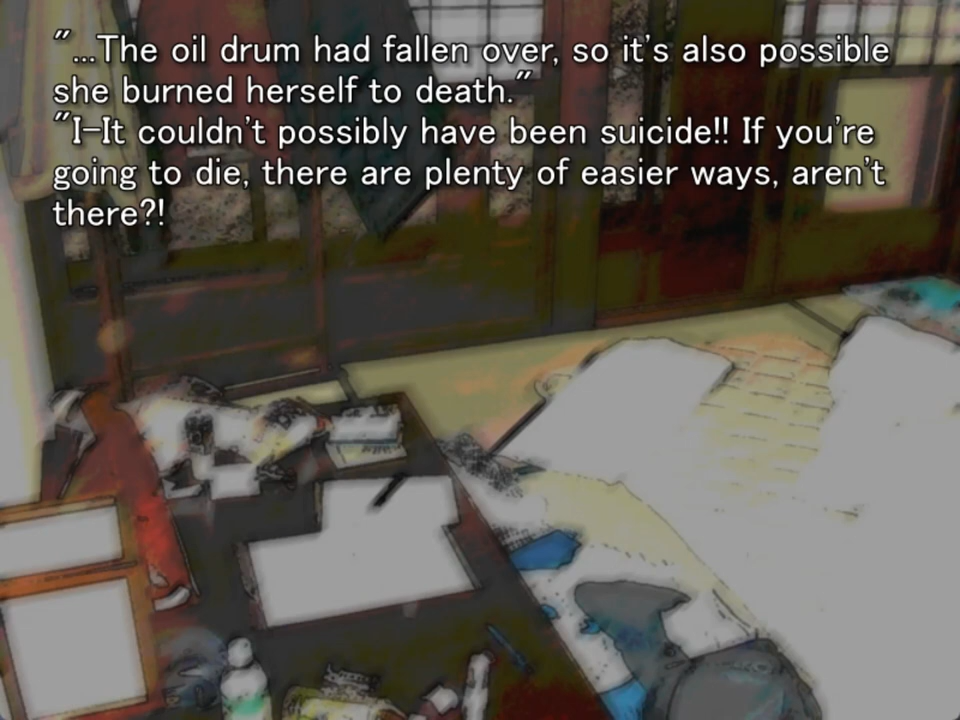 "...The oil drum had fallen over, so it's also possible
she burned herself to death."
"I-It couldn't possibly have been suicide!! If you're
going to die, there are plenty of easier ways, aren't
there?!